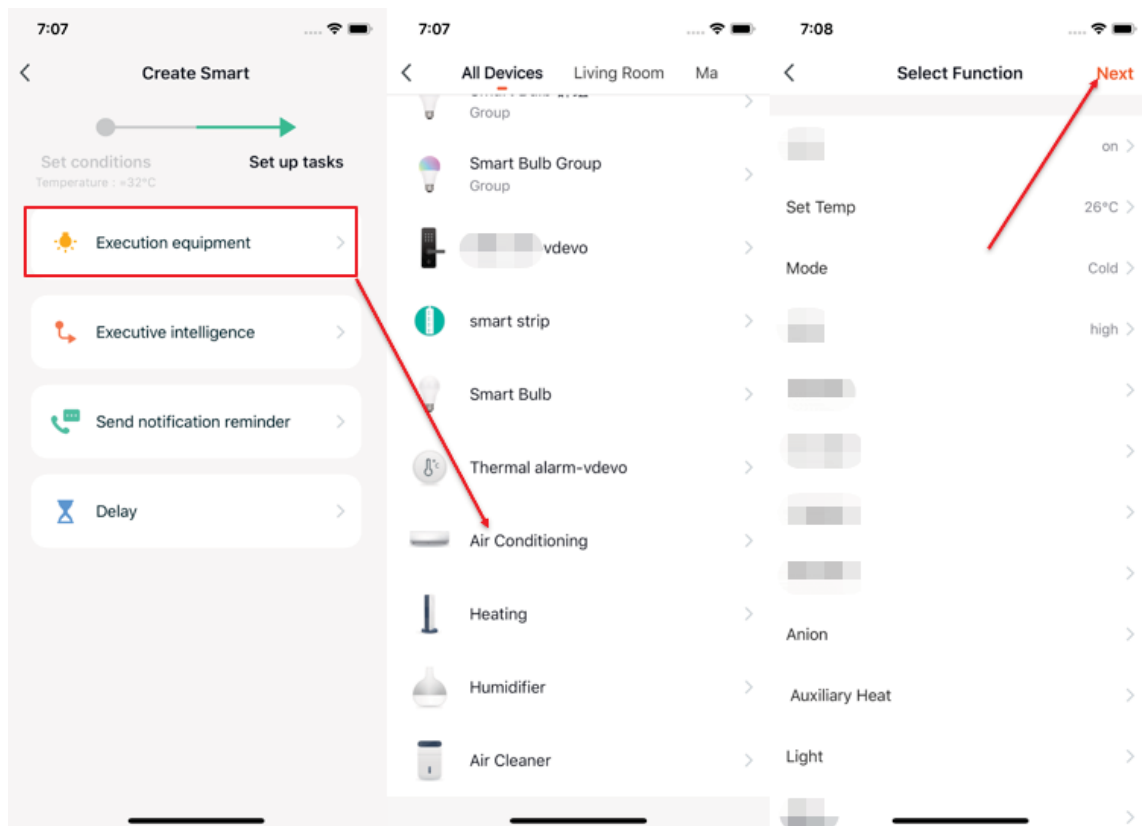 7:07
Create Smart
Set conditions
Set up tasks
Temperature : +32°C
Execution equipment
Executive intelligence
Send notification reminder
Delay
7:07
All Devices Living Room Ma
Group
Smart Bulb Group
Group
vdevo
smart strip
Smart Bulb
Thermal alarm-vdevo
Air Conditioning
Heating
Humidifier
Air Cleaner
7:08
Select Function Next
on
Set Temp 26°C
Mode Cold
high
Anion
Auxiliary Heat
Light